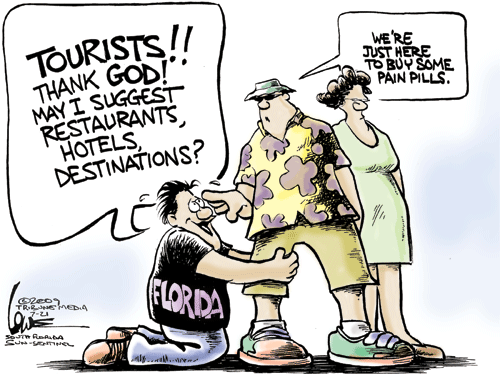 TOURISTS!!
THANK GOD!
MAY I SUGGEST
RESTAURANTS,
HOTELS,
DESTINATIONS?
WE'RE
JUST HERE
TO BUY SOME
PAIN PILLS.
FLORIDA
©2009
TRIBUNE MEDIA
7-21
LOWE
SOUTH FLORIDA
SUN-SENTINEL